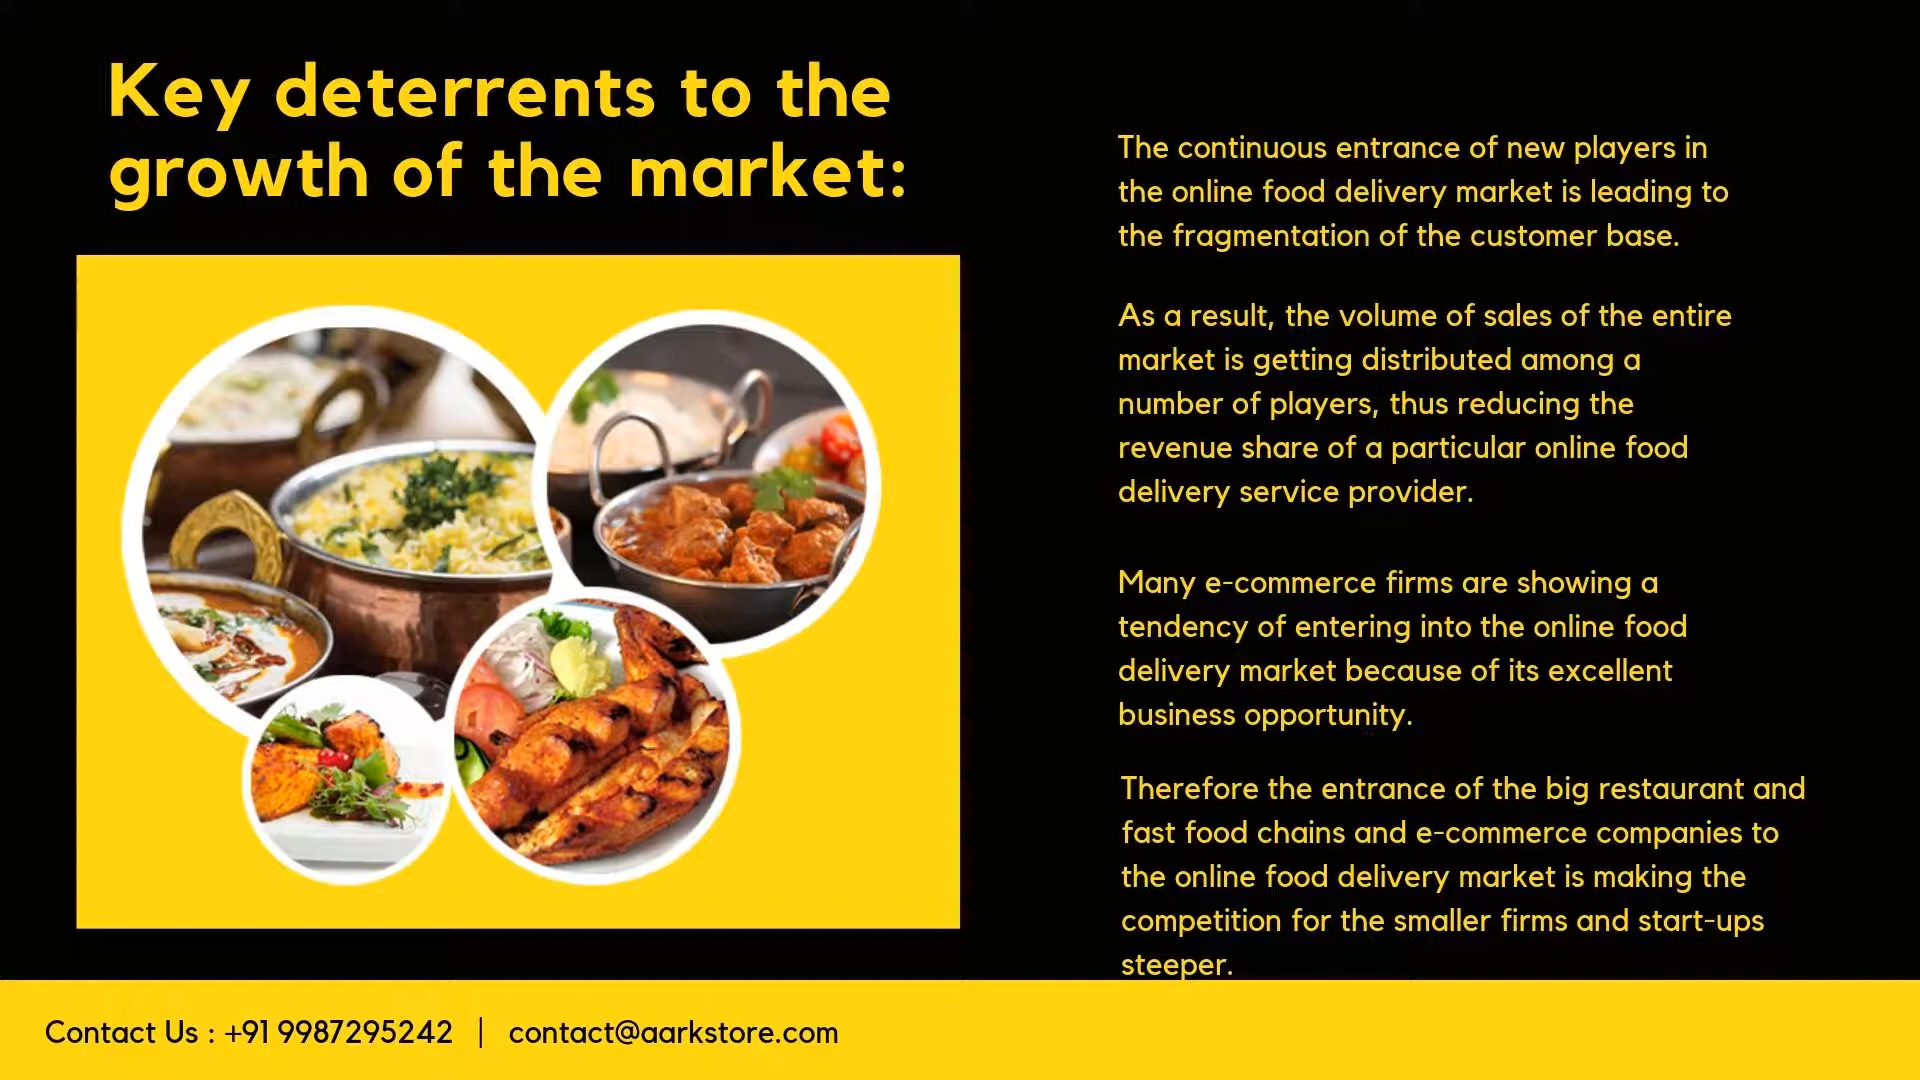 Key deterrents to the
growth of the market:
The continuous entrance of new players in
the online food delivery market is leading to
the fragmentation of the customer base.
As a result, the volume of sales of the entire
market is getting distributed among a
number of players, thus reducing the
revenue share of a particular online food
delivery service provider.
Many e-commerce firms are showing a
tendency of entering into the online food
delivery market because of its excellent
business opportunity.
Therefore the entrance of the big restaurant and
fast food chains and e-commerce companies to
the online food delivery market is making the
competition for the smaller firms and start-ups
steeper.
Contact Us : +91 9987295242 | contact@aarkstore.com